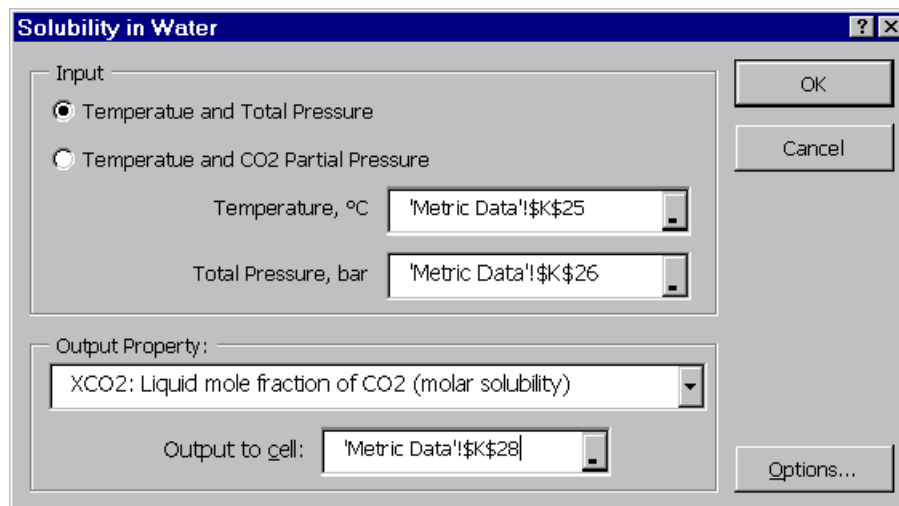 Solubility in Water
Input
Temperatue and Total Pressure
Temperatue and CO2 Partial Pressure
Temperature, ºC 'Metric Data'!$K$25
Total Pressure, bar 'Metric Data'!$K$26
Output Property:
XCO2: Liquid mole fraction of CO2 (molar solubility)
Output to cell: 'Metric Data'!$K$28
OK
Cancel
Options...